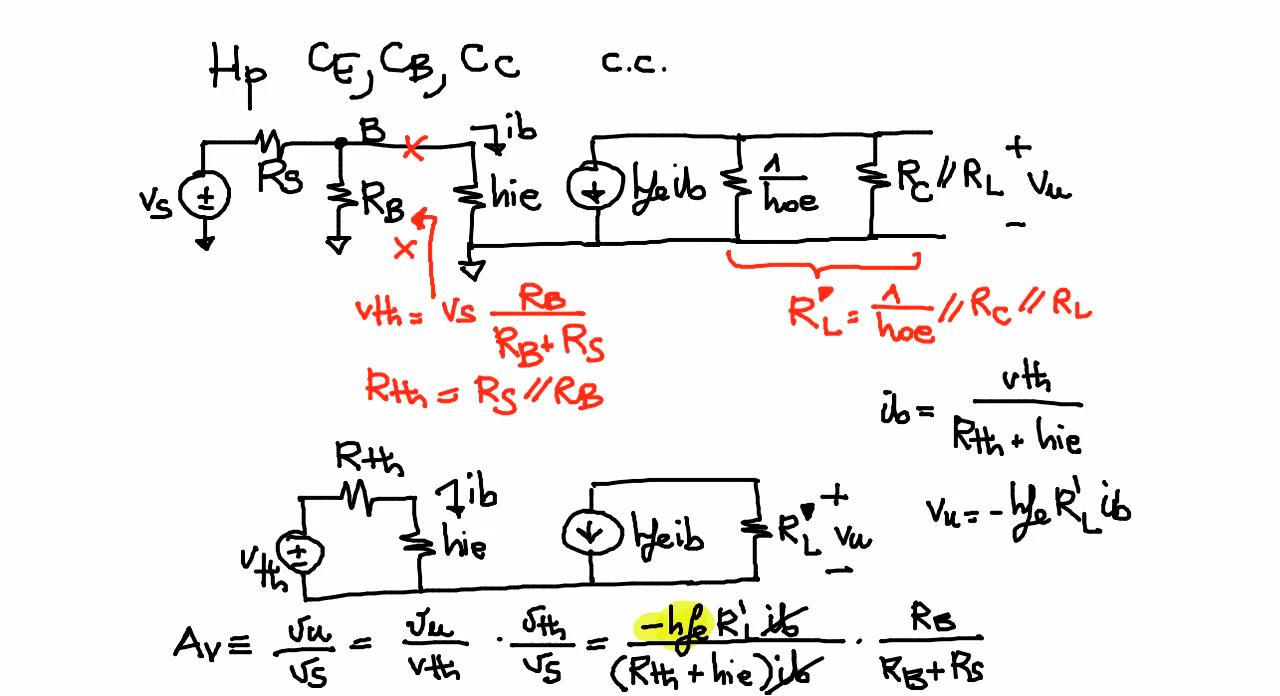 Hp CE, CB, CC c.c.
B ib
RS
vs RB hie hfe ib 1/hoe RC // RL + vu −
vth = vs RB/(RB + RS)
R'L = 1/hoe // RC // RL
Rth = RS // RB
ib = vth/(Rth + hie)
Rth
ib
vu = - hfe R'L ib
vth hie hfe ib R'L + vu −
Av ≡ vu/vs = vu/vth · vth/vs = -hfe R'L ib/((Rth + hie) ib) · RB/(RB + RS)